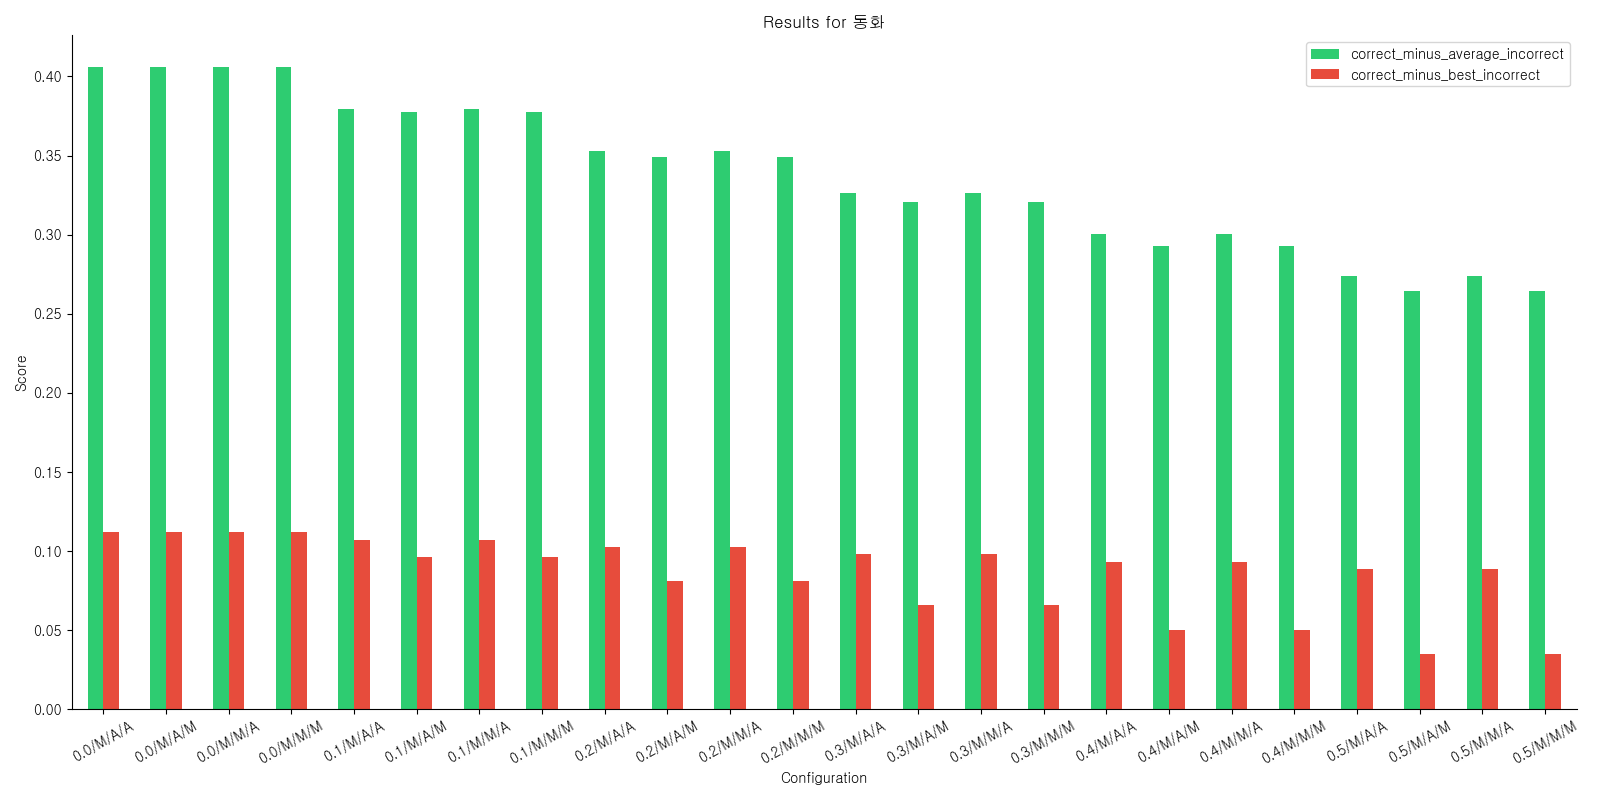 Results for 동화
correct_minus_average_incorrect
correct_minus_best_incorrect
Score
0.40
0.35
0.30
0.25
0.20
0.15
0.10
0.05
0.00
0.0/M/A/A
0.0/M/A/M
0.0/M/M/A
0.0/M/M/M
0.1/M/A/A
0.1/M/A/M
0.1/M/M/A
0.1/M/M/M
0.2/M/A/A
0.2/M/A/M
0.2/M/M/A
0.2/M/M/M
0.3/M/A/A
0.3/M/A/M
0.3/M/M/A
0.3/M/M/M
0.4/M/A/A
0.4/M/A/M
0.4/M/M/A
0.4/M/M/M
0.5/M/A/A
0.5/M/A/M
0.5/M/M/A
0.5/M/M/M
Configuration